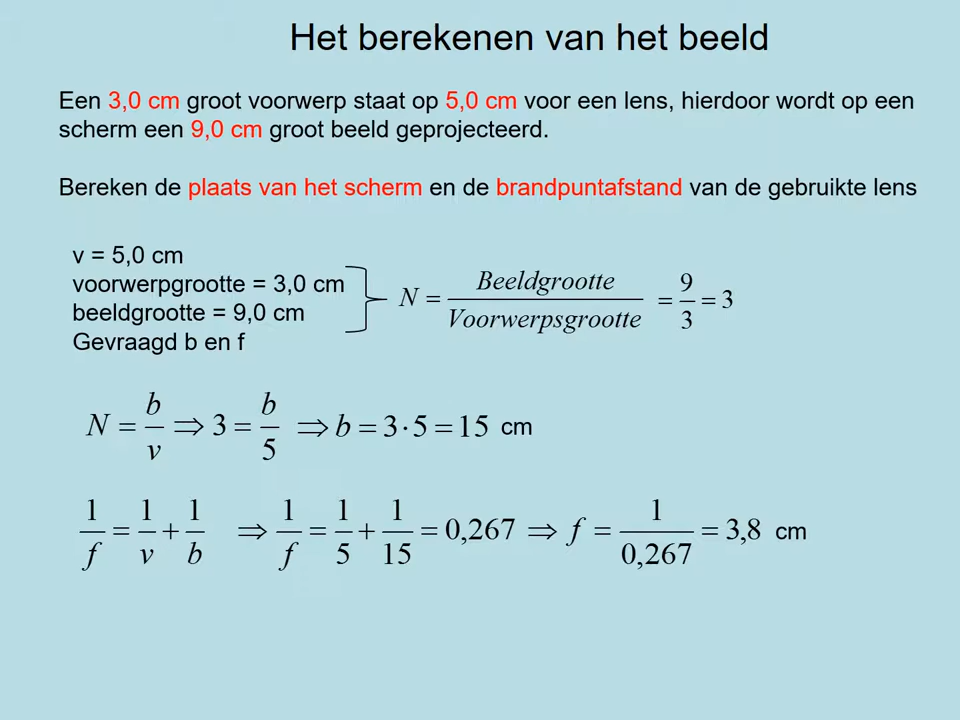 Het berekenen van het beeld
Een 3,0 cm groot voorwerp staat op 5,0 cm voor een lens, hierdoor wordt op een
scherm een 9,0 cm groot beeld geprojecteerd.
Bereken de plaats van het scherm en de brandpuntafstand van de gebruikte lens
v = 5,0 cm
voorwerpgrootte = 3,0 cm
beeldgrootte = 9,0 cm
Gevraagd b en f
N = Beeldgrootte / Voorwerpsgrootte = 9/3 = 3
N = b/v ⇒ 3 = b/5 ⇒ b = 3·5 = 15 cm
1/f = 1/v + 1/b ⇒ 1/f = 1/5 + 1/15 = 0,267 ⇒ f = 1/0,267 = 3,8 cm